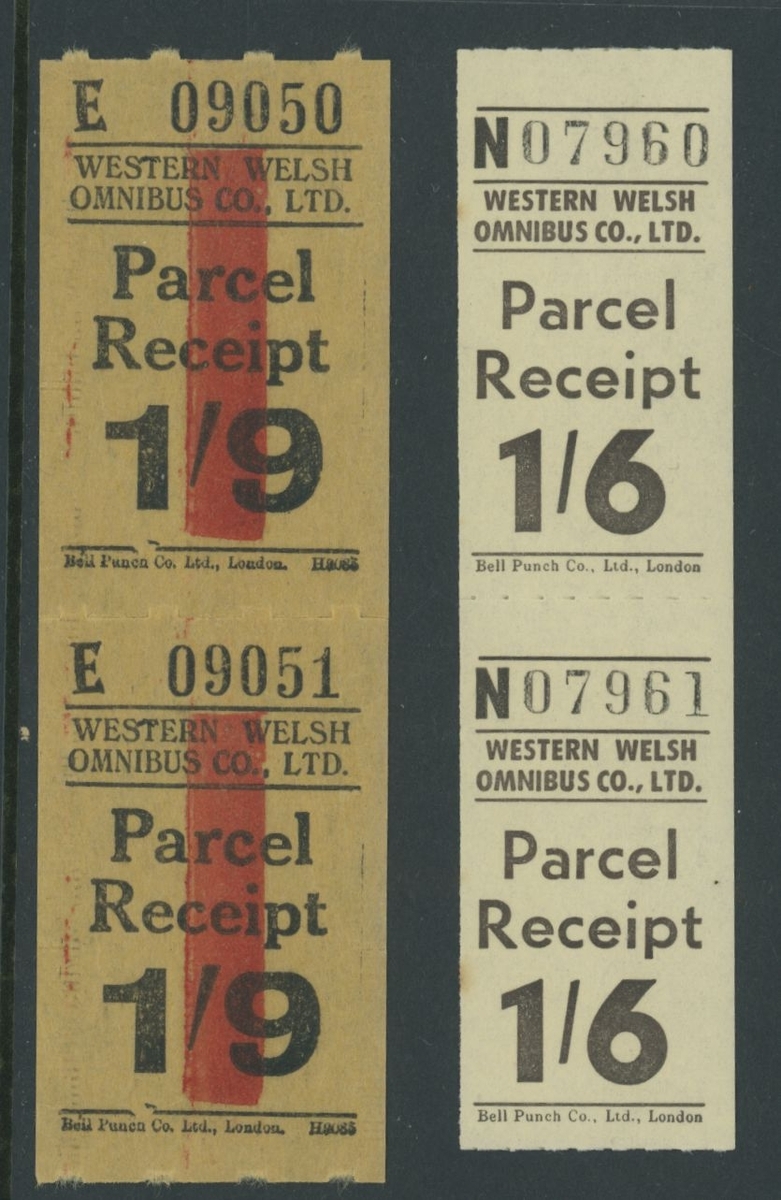 E 09050
WESTERN WELSH
OMNIBUS CO., LTD.
Parcel
Receipt
1/9
Bell Punch Co. Ltd., London.
E 09051
WESTERN WELSH
OMNIBUS CO., LTD.
Parcel
Receipt
1/9
Bell Punch Co. Ltd., London.
N07960
WESTERN WELSH
OMNIBUS CO., LTD.
Parcel
Receipt
1/6
Bell Punch Co., Ltd., London
N07961
WESTERN WELSH
OMNIBUS CO., LTD.
Parcel
Receipt
1/6
Bell Punch Co., Ltd., London